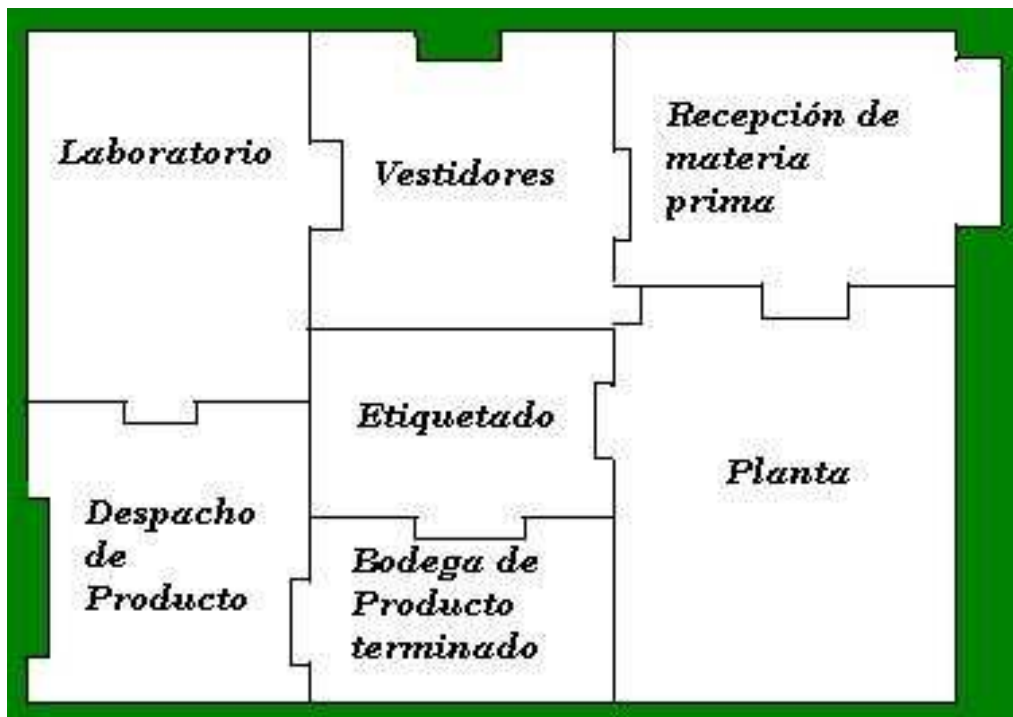 Laboratorio
Vestidores
Recepción de
materia
prima
Etiquetado
Planta
Despacho
de
Producto
Bodega de
Producto
terminado